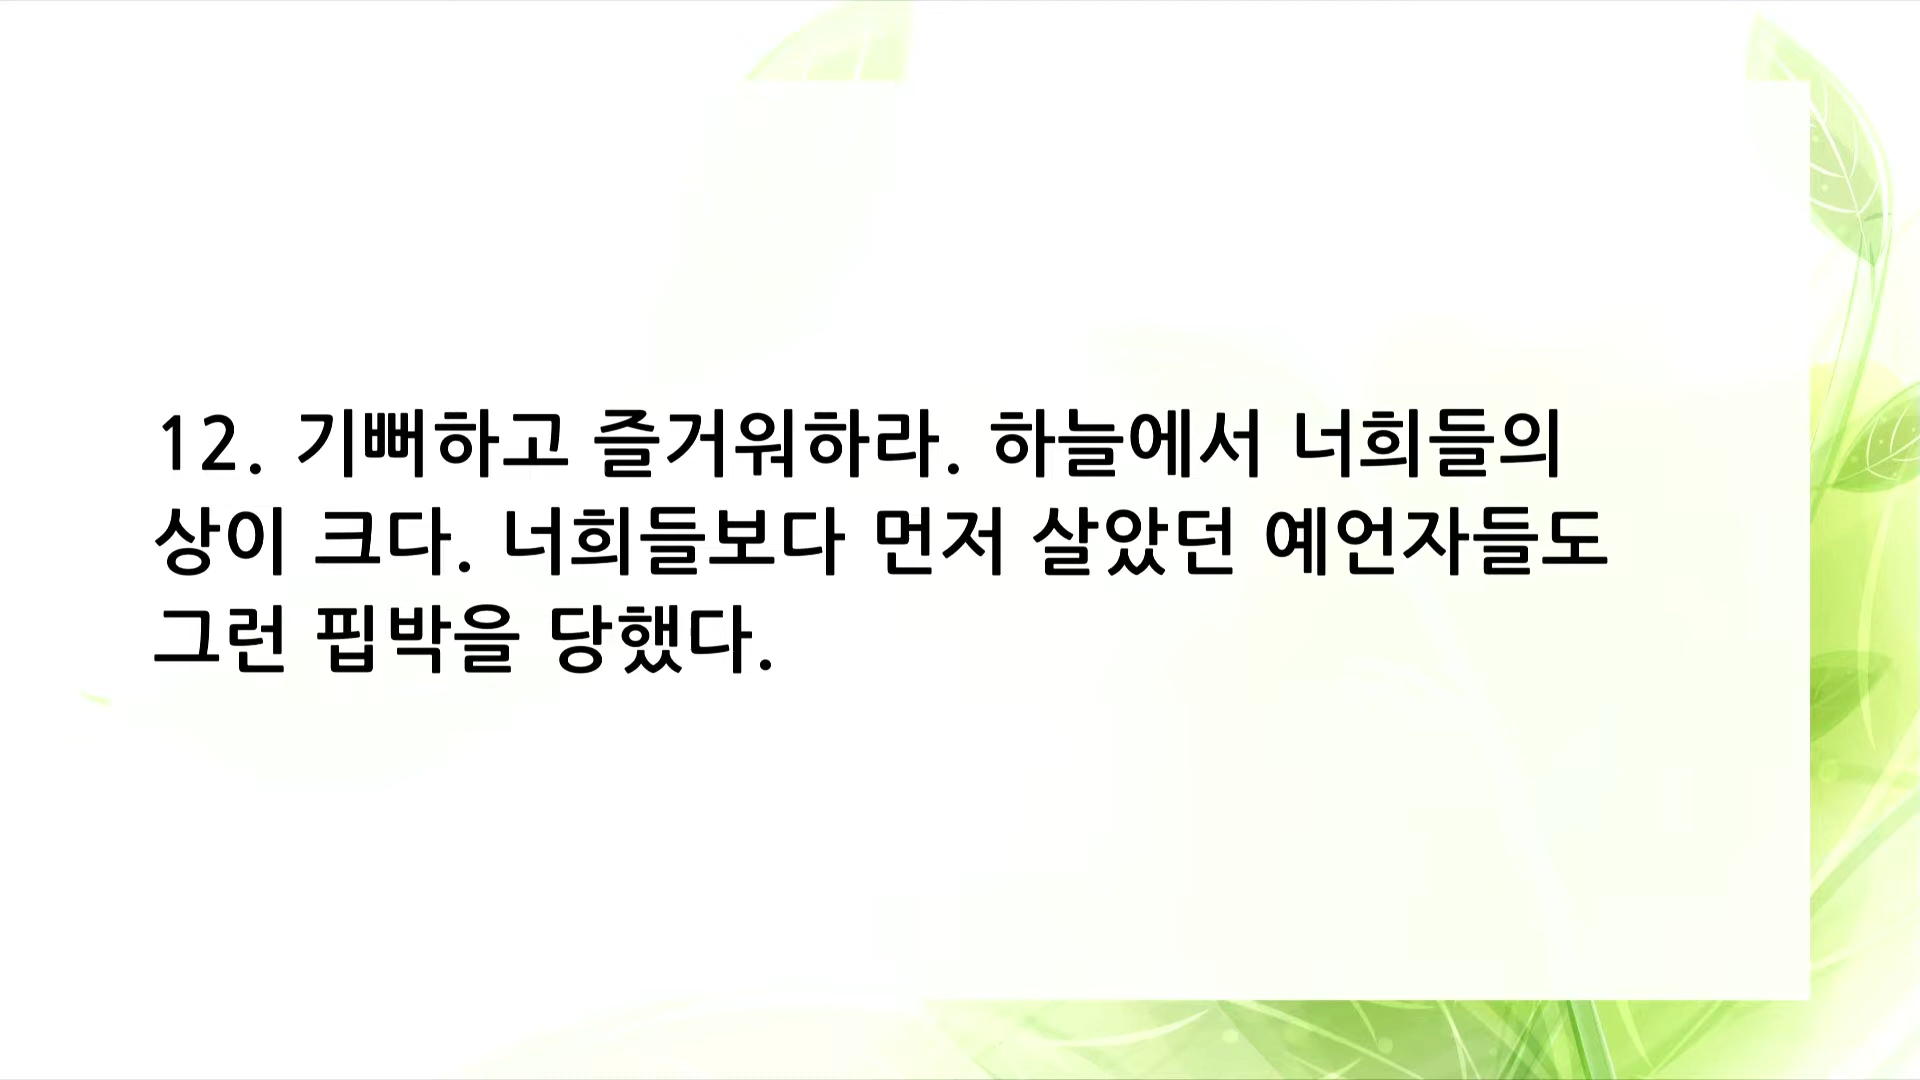 12. 기뻐하고 즐거워하라. 하늘에서 너희들의
상이 크다. 너희들보다 먼저 살았던 예언자들도
그런 핍박을 당했다.